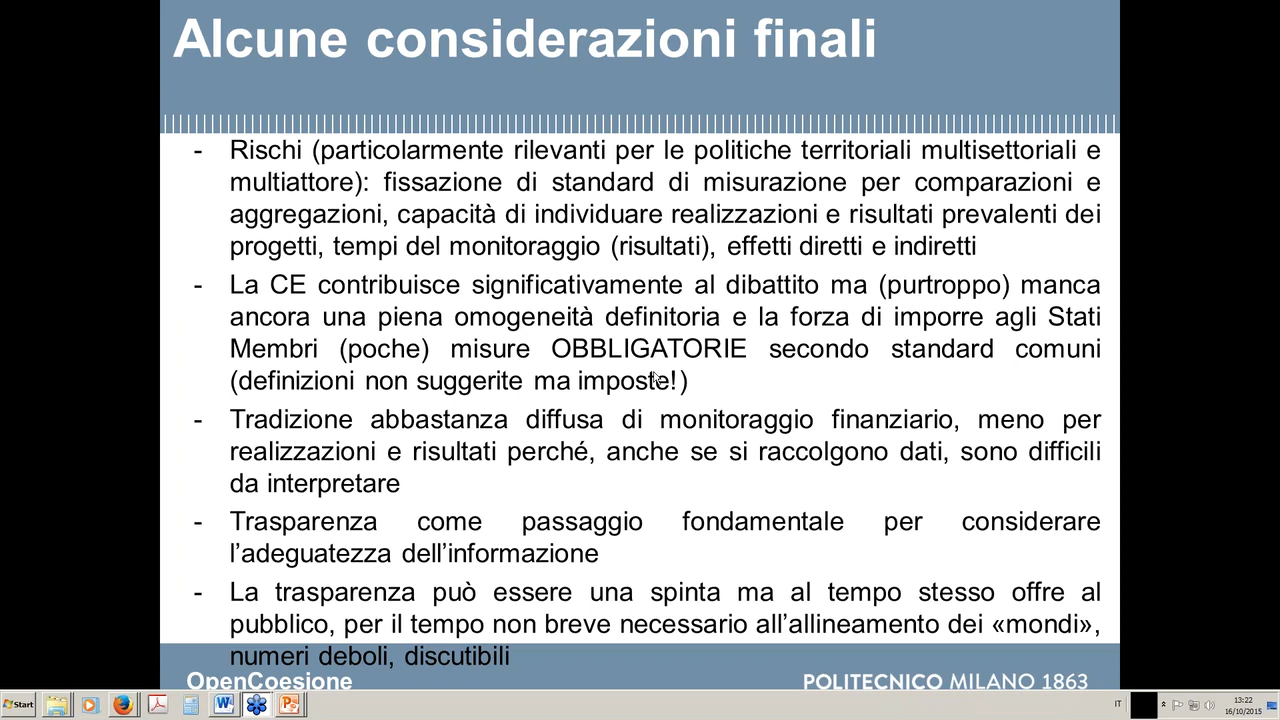 Alcune considerazioni finali
- Rischi (particolarmente rilevanti per le politiche territoriali multisettoriali e
multiattore): fissazione di standard di misurazione per comparazioni e
aggregazioni, capacità di individuare realizzazioni e risultati prevalenti dei
progetti, tempi del monitoraggio (risultati), effetti diretti e indiretti
- La CE contribuisce significativamente al dibattito ma (purtroppo) manca
ancora una piena omogeneità definitoria e la forza di imporre agli Stati
Membri (poche) misure OBBLIGATORIE secondo standard comuni
(definizioni non suggerite ma imposte!)
- Tradizione abbastanza diffusa di monitoraggio finanziario, meno per
realizzazioni e risultati perché, anche se si raccolgono dati, sono difficili
da interpretare
- Trasparenza come passaggio fondamentale per considerare
l’adeguatezza dell’informazione
- La trasparenza può essere una spinta ma al tempo stesso offre al
pubblico, per il tempo non breve necessario all’allineamento dei «mondi»,
numeri deboli, discutibili
OpenCoesione
POLITECNICO MILANO 1863
Start
IT
13:22
16/10/2015